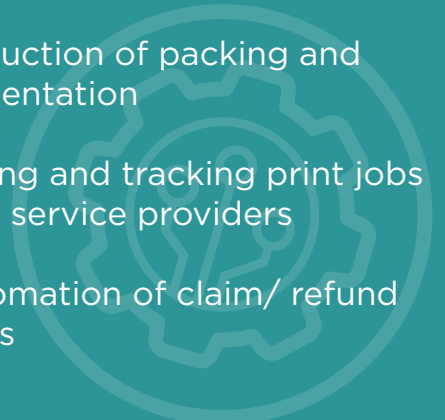 uction of packing and
entation
ng and tracking print jobs
service providers
omation of claim/ refund
s